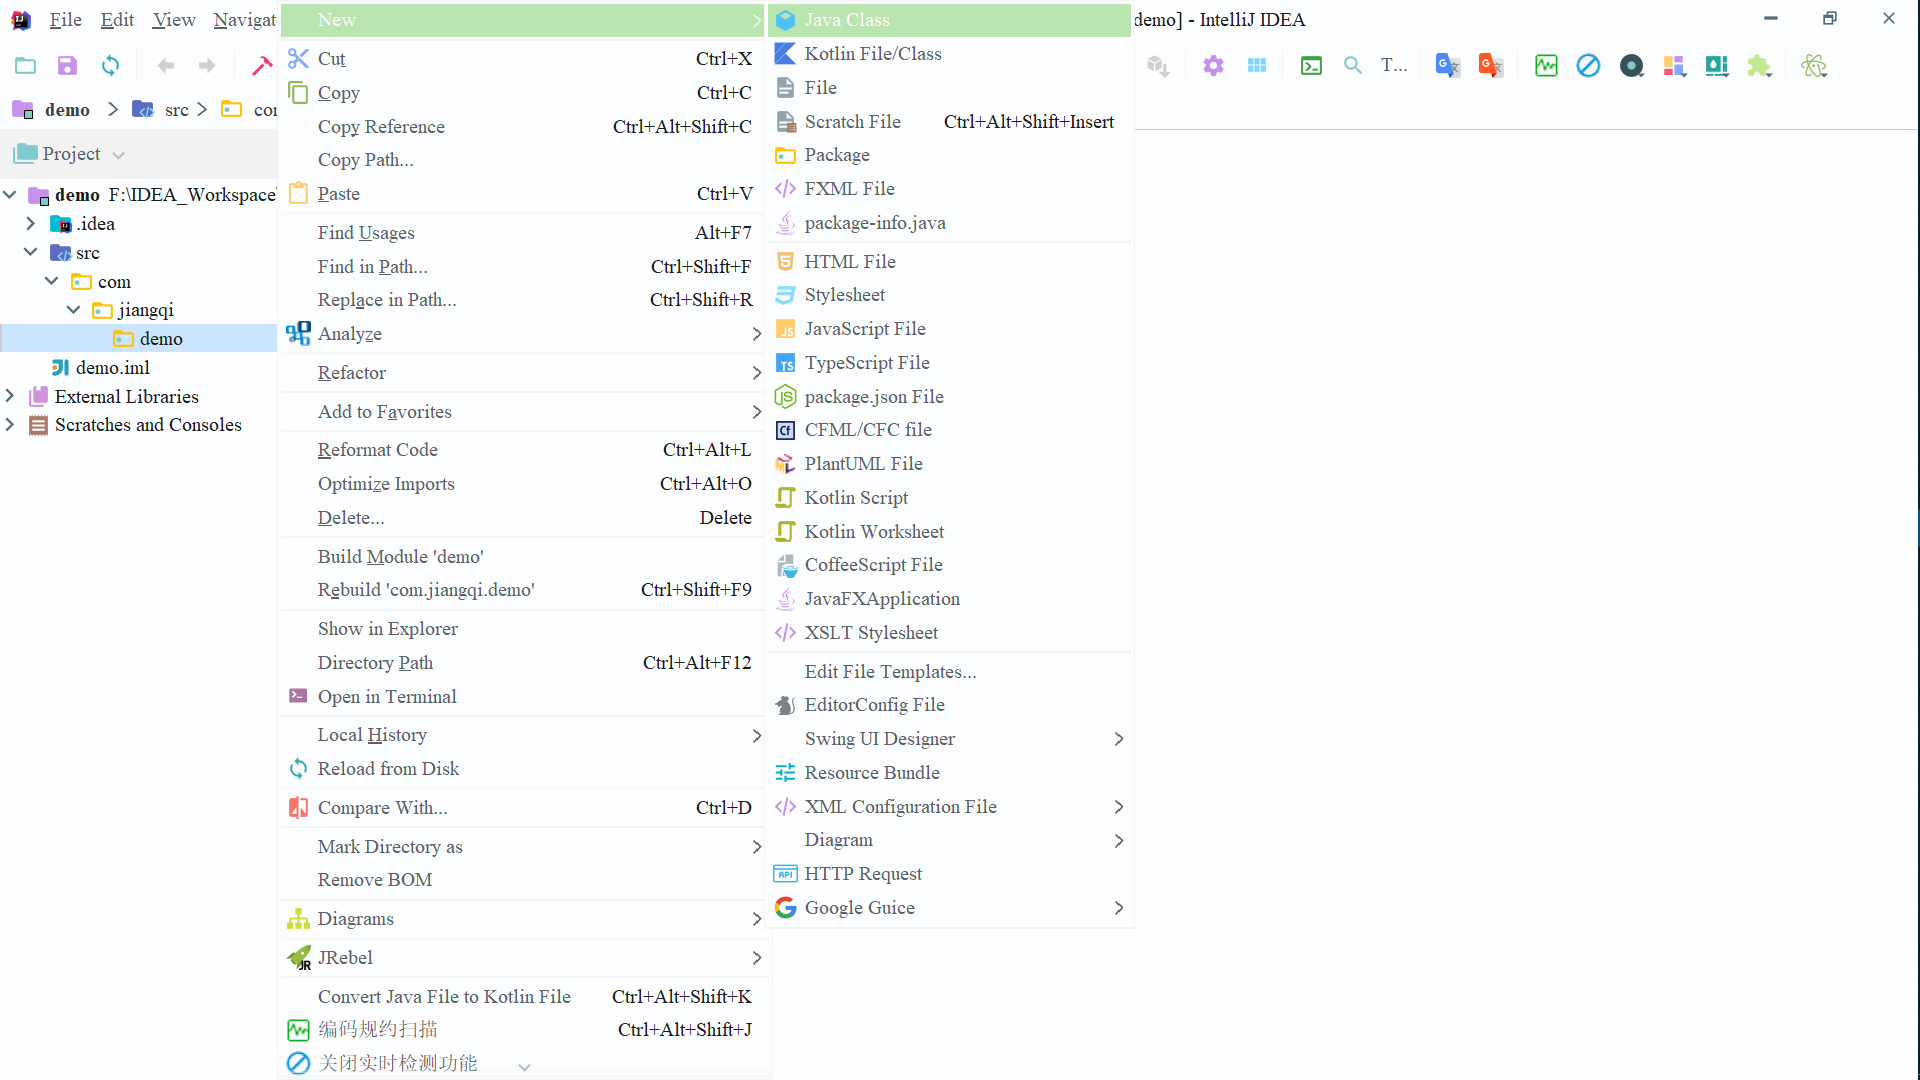 File Edit View Navigat
demo] - IntelliJ IDEA
T...
demo src
Project
demo F:\IDEA_Workspace
.idea
src
com
jiangqi
demo
demo.iml
External Libraries
Scratches and Consoles
New
Cut Ctrl+X
Copy Ctrl+C
Copy Reference Ctrl+Alt+Shift+C
Copy Path...
Paste Ctrl+V
Find Usages Alt+F7
Find in Path... Ctrl+Shift+F
Replace in Path... Ctrl+Shift+R
Analyze
Refactor
Add to Favorites
Reformat Code Ctrl+Alt+L
Optimize Imports Ctrl+Alt+O
Delete... Delete
Build Module 'demo'
Rebuild 'com.jiangqi.demo' Ctrl+Shift+F9
Show in Explorer
Directory Path Ctrl+Alt+F12
Open in Terminal
Local History
Reload from Disk
Compare With... Ctrl+D
Mark Directory as
Remove BOM
Diagrams
JRebel
Convert Java File to Kotlin File Ctrl+Alt+Shift+K
编码规约扫描 Ctrl+Alt+Shift+J
关闭实时检测功能
Java Class
Kotlin File/Class
File
Scratch File Ctrl+Alt+Shift+Insert
Package
FXML File
package-info.java
HTML File
Stylesheet
JavaScript File
TypeScript File
package.json File
CFML/CFC file
PlantUML File
Kotlin Script
Kotlin Worksheet
CoffeeScript File
JavaFXApplication
XSLT Stylesheet
Edit File Templates...
EditorConfig File
Swing UI Designer
Resource Bundle
XML Configuration File
Diagram
HTTP Request
Google Guice